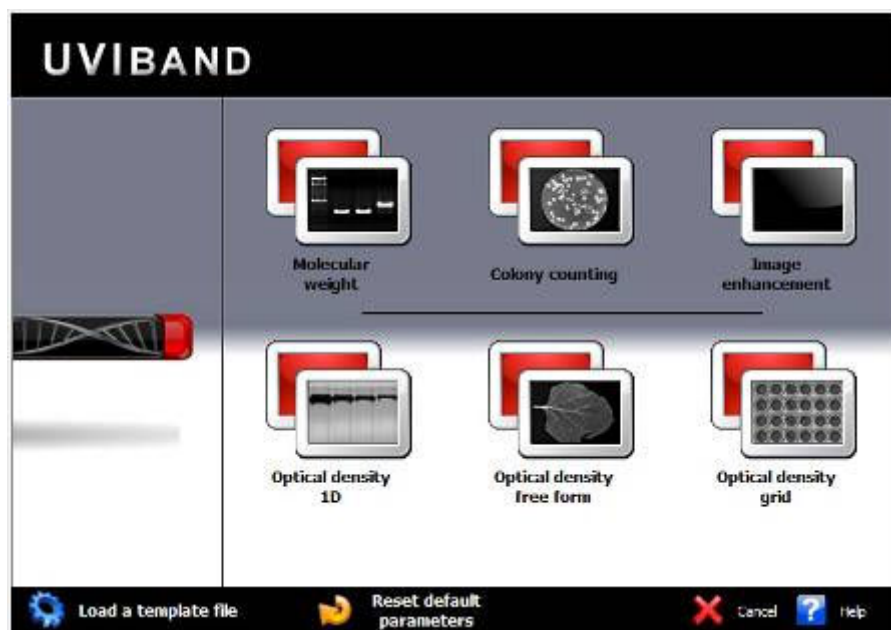 UVIBAND
Molecular
weight
Colony counting
Image
enhancement
Optical density
1D
Optical density
free form
Optical density
grid
Load a template file
Reset default
parameters
Cancel
Help